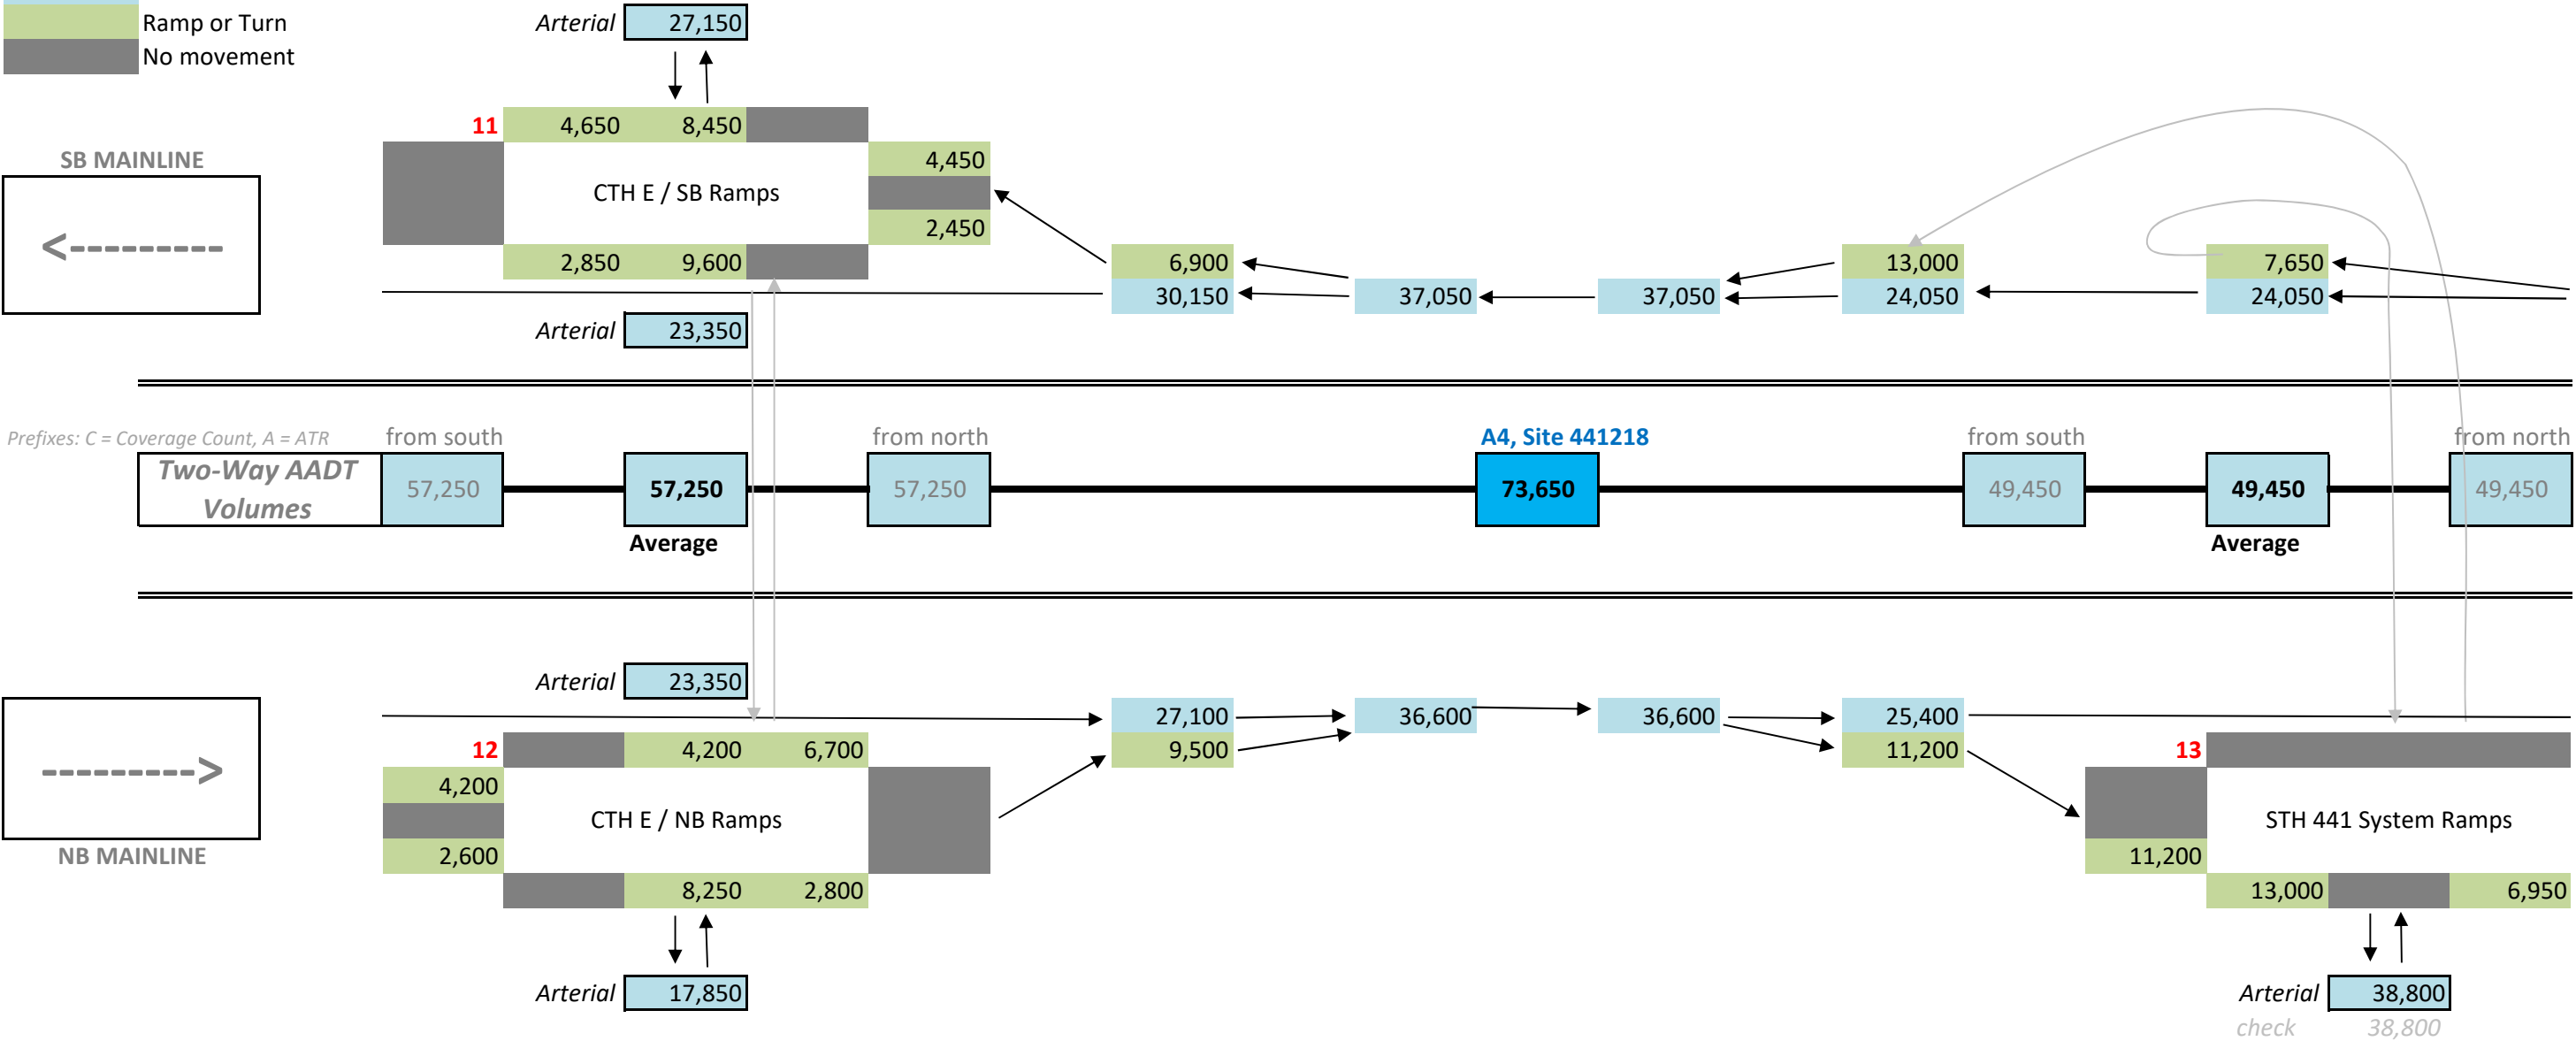 Ramp or Turn
No movement
Arterial 27,150
11 4,650 8,450
SB MAINLINE
<---------
4,450
CTH E / SB Ramps
2,450
2,850 9,600
6,900
13,000
7,650
30,150
37,050
37,050
24,050
24,050
Arterial 23,350
Prefixes: C = Coverage Count, A = ATR
from south
from north
A4, Site 441218
from south
from north
Two-Way AADT
Volumes
57,250
57,250
57,250
73,650
49,450
49,450
49,450
Average
Average
Arterial 23,350
27,100
36,600
36,600
25,400
12 4,200 6,700
9,500
11,200
13
--------->
4,200
CTH E / NB Ramps
STH 441 System Ramps
NB MAINLINE
2,600
11,200
8,250 2,800
13,000
6,950
Arterial 17,850
Arterial 38,800
check 38,800